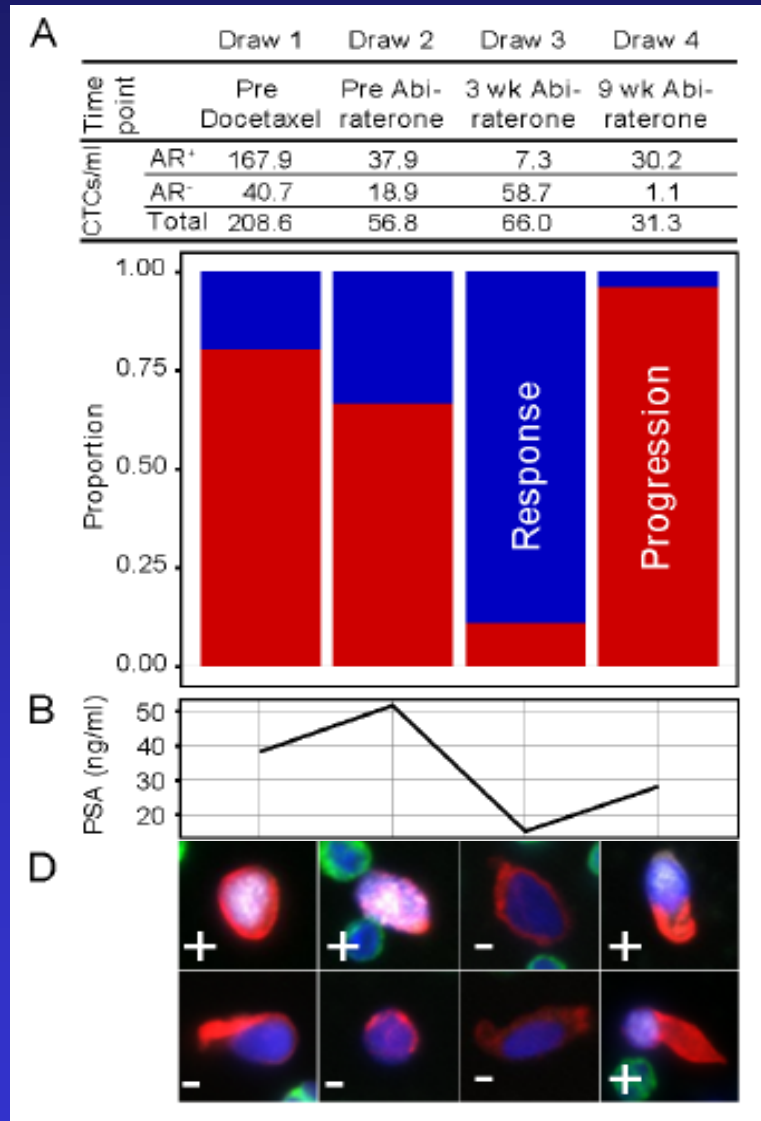 A
Draw 1 Draw 2 Draw 3 Draw 4
Time point
Pre Docetaxel Pre Abi-raterone 3 wk Abi-raterone 9 wk Abi-raterone
CTCs/ml
AR⁺ 167.9 37.9 7.3 30.2
AR⁻ 40.7 18.9 58.7 1.1
Total 208.6 56.8 66.0 31.3
Proportion
1.00
0.75
0.50
0.25
0.00
Response
Progression
B
PSA (ng/ml)
50
40
30
20
D
+ + - +
- - - +